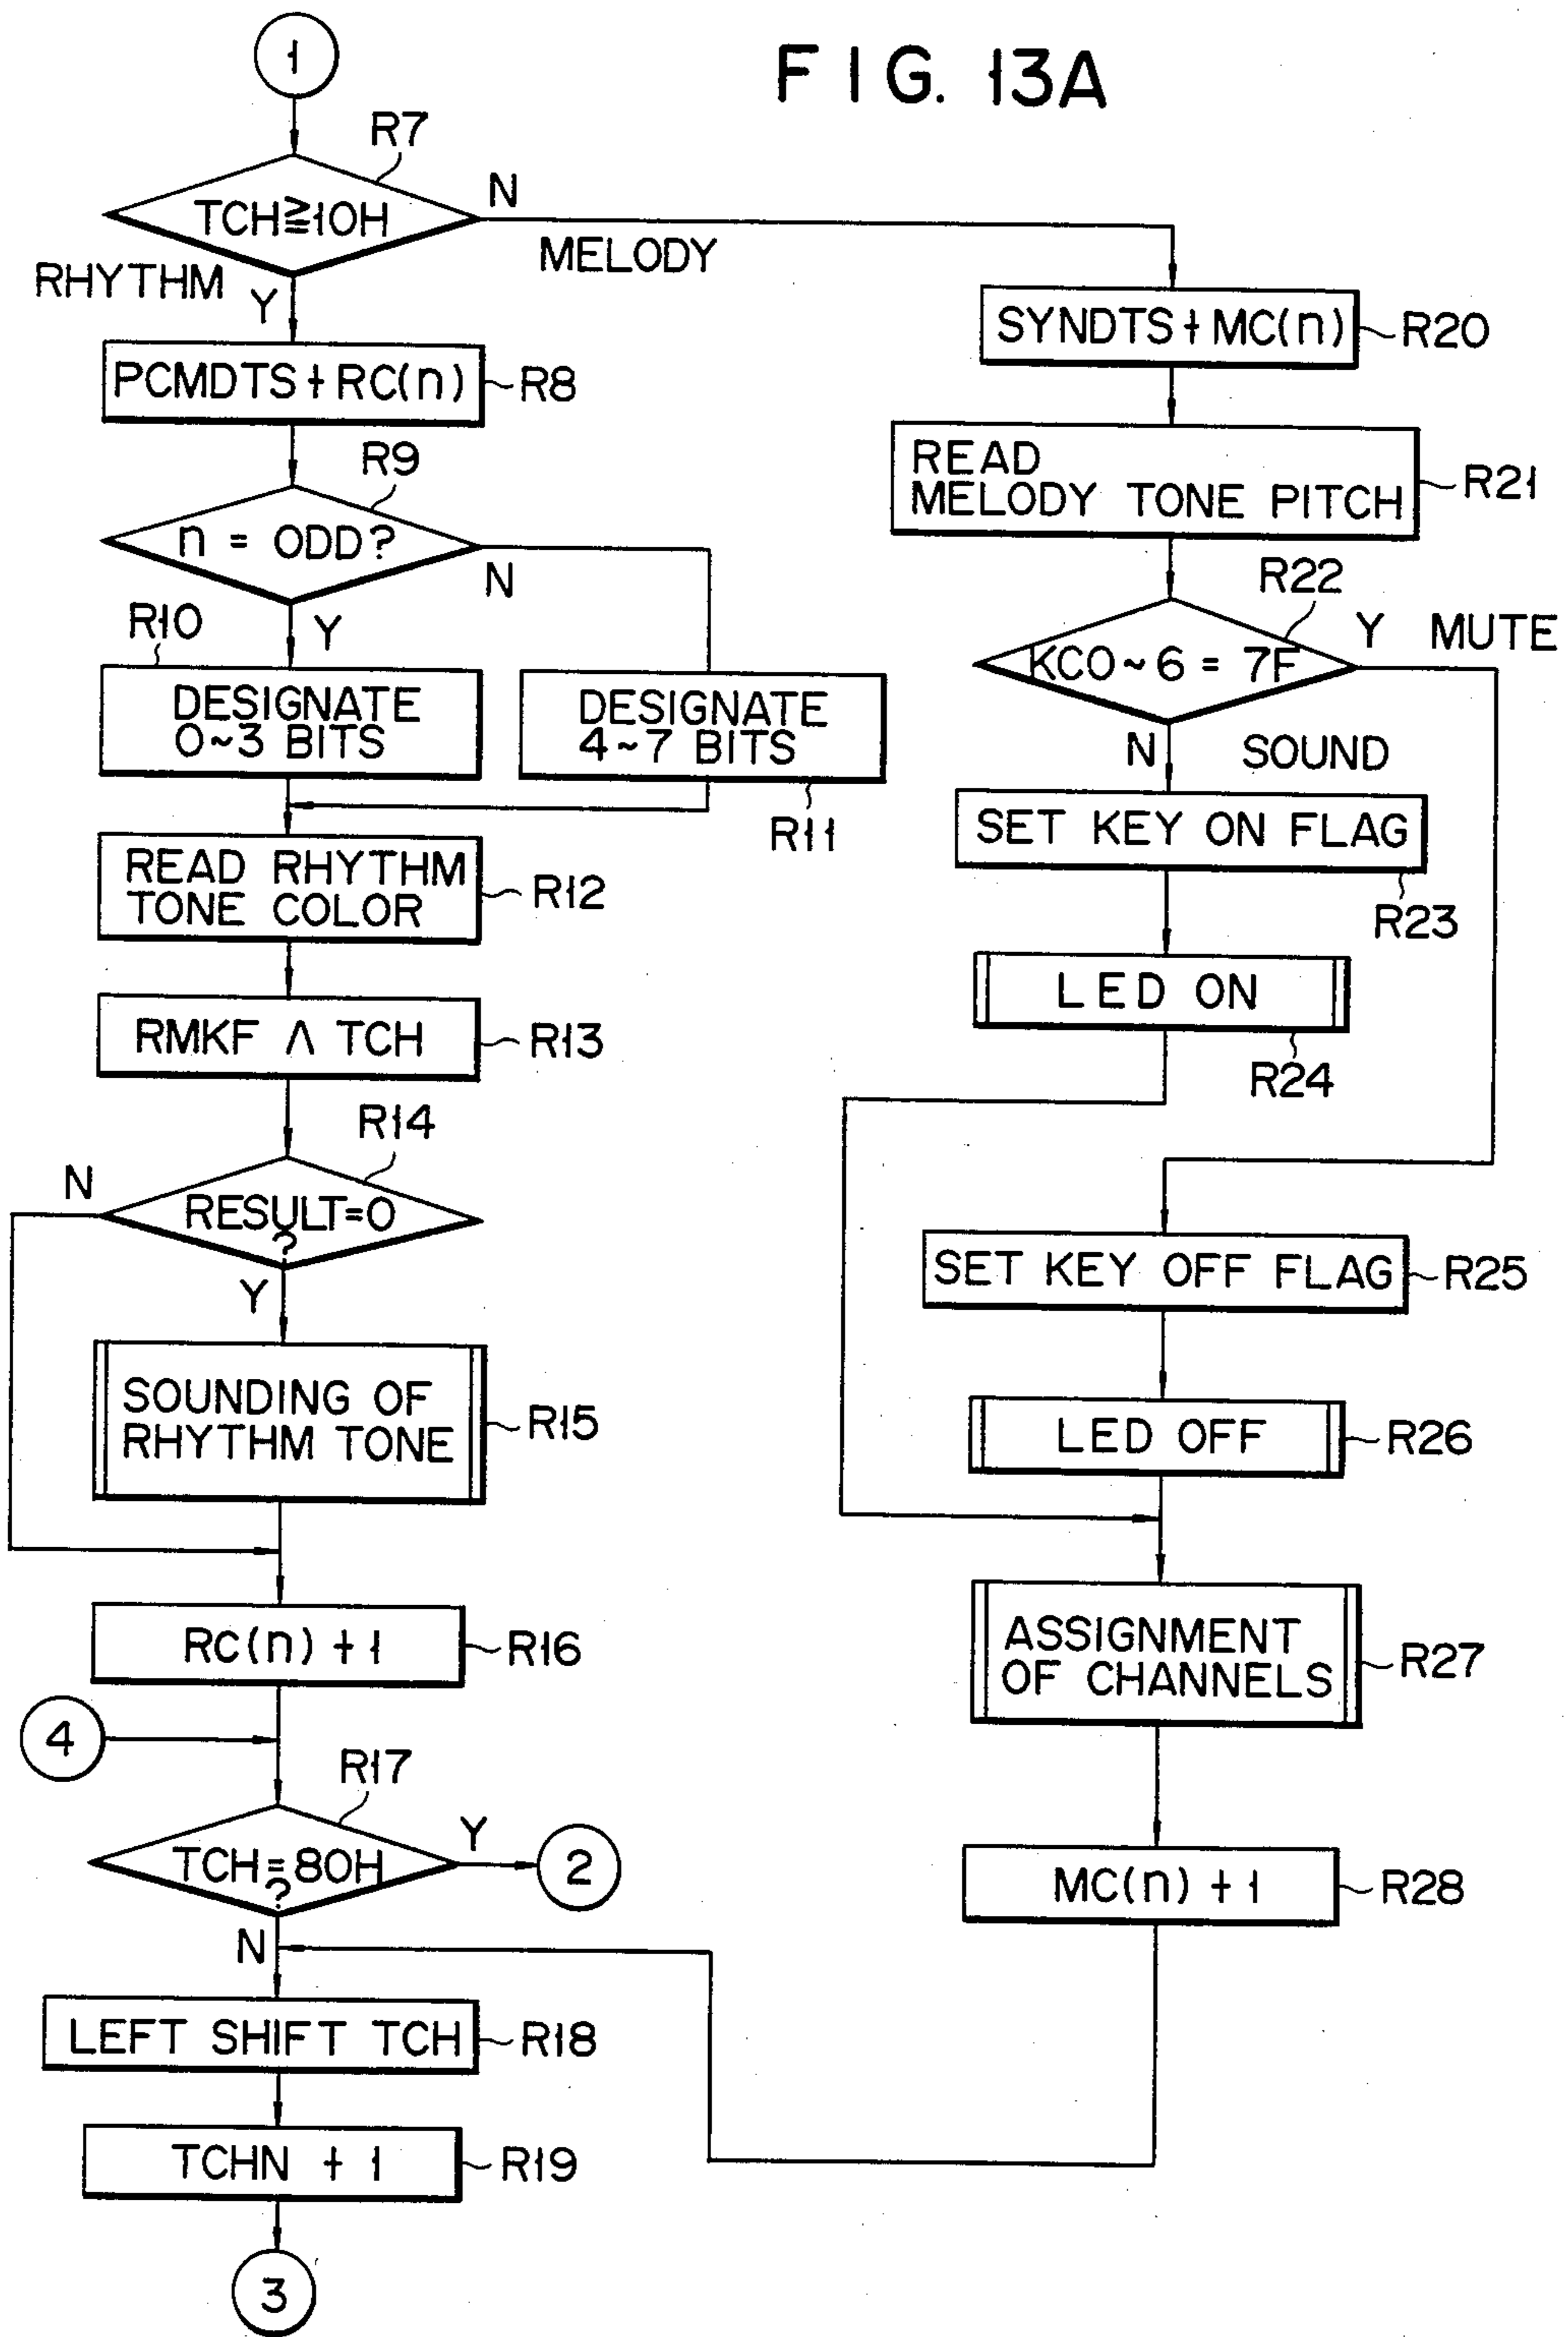 FIG. 13A
1
R7
TCH≧10H
N
MELODY
RHYTHM
Y
PCMDTS + RC(n)
R8
R9
n = ODD?
N
Y
R10
DESIGNATE
0~3 BITS
DESIGNATE
4~7 BITS
R11
READ RHYTHM
TONE COLOR
R12
RMKF Λ TCH
R13
R14
N
RESULT=0
?
Y
SOUNDING OF
RHYTHM TONE
R15
RC(n) + 1
R16
4
R17
TCH=80H
?
Y
2
N
LEFT SHIFT TCH
R18
TCHN + 1
R19
3
SYNDTS + MC(n)
R20
READ
MELODY TONE PITCH
R21
R22
KC0~6 = 7F
Y MUTE
N SOUND
SET KEY ON FLAG
R23
LED ON
R24
SET KEY OFF FLAG
R25
LED OFF
R26
ASSIGNMENT
OF CHANNELS
R27
MC(n) + 1
R28